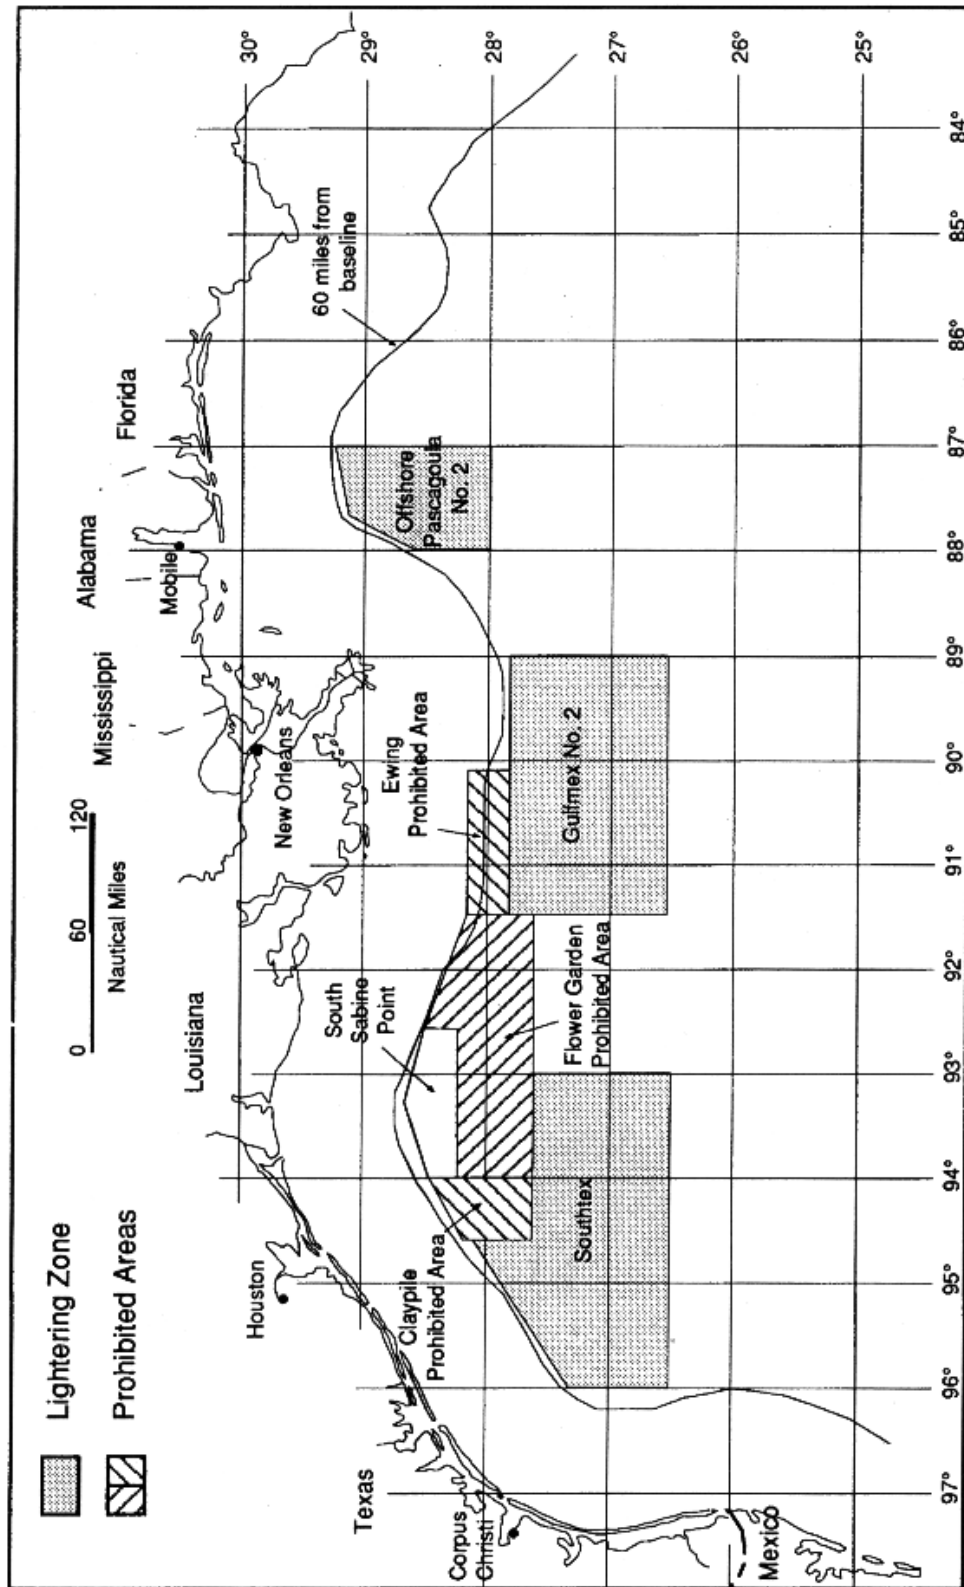 Lightering Zone
Prohibited Areas
0
60
120
Nautical Miles
Texas
Louisiana
Mississippi
Alabama
Florida
Corpus
Christi
Houston
New Orleans
Mobile
Mexico
60 miles from
baseline
South
Sabine
Point
Claypile
Prohibited Area
Ewing
Prohibited Area
Flower Garden
Prohibited Area
Offshore
Pascagoula
No. 2
Gulfmex No. 2
Southtex
30°
29°
28°
27°
26°
25°
97°
96°
95°
94°
93°
92°
91°
90°
89°
88°
87°
86°
85°
84°